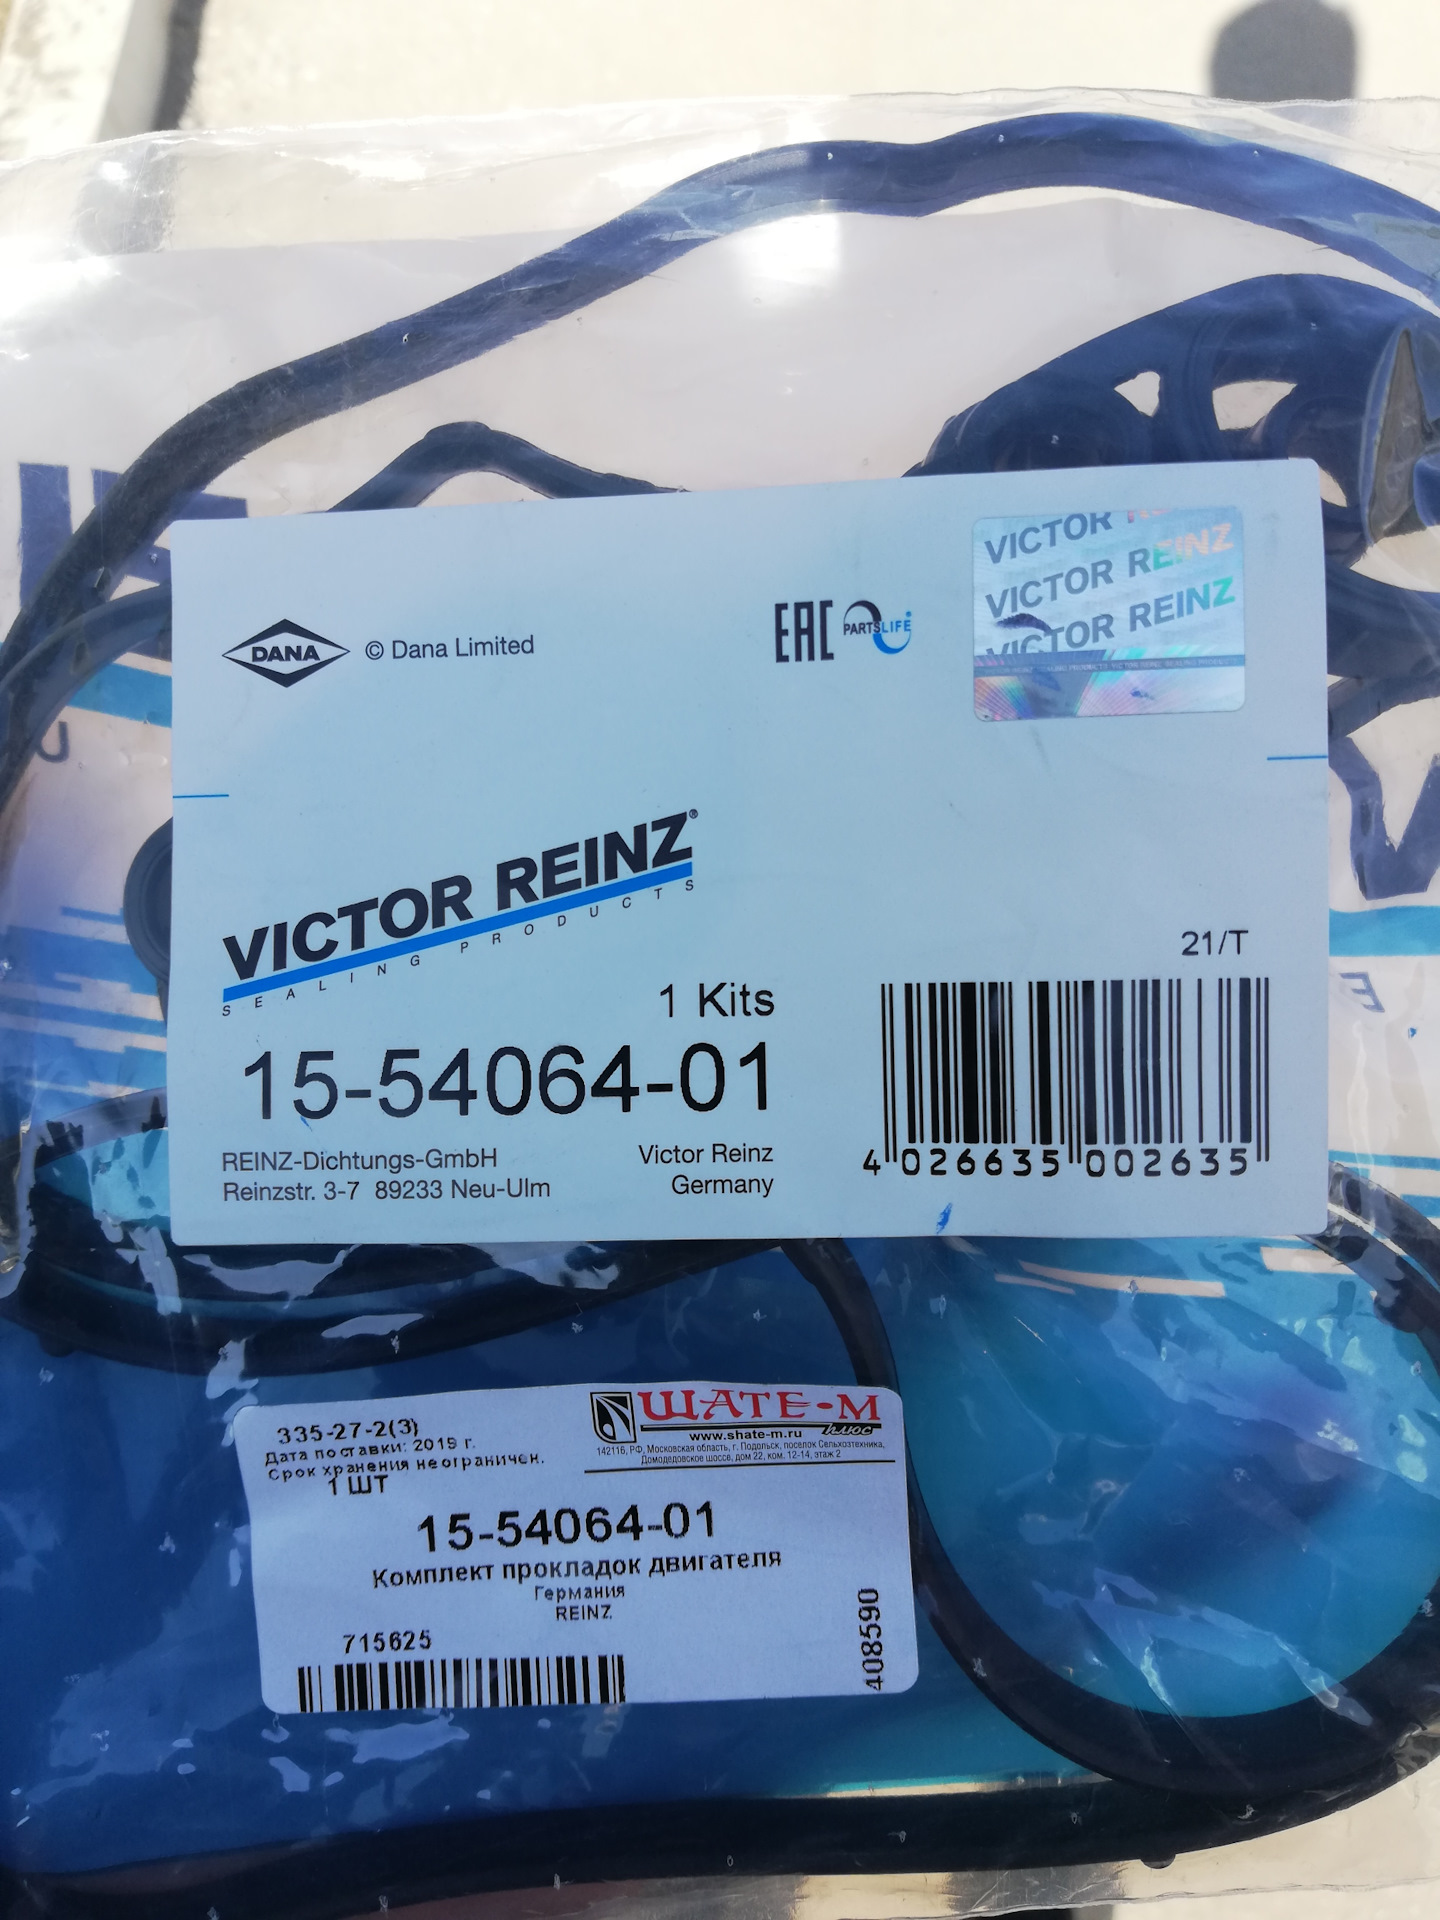 DANA
© Dana Limited
EAC
PARTSLIFE
VICTOR
VICTOR REINZ
VICTOR REINZ
VICTOR REINZ®
SEALING PRODUCTS
21/T
1 Kits
15-54064-01
REINZ-Dichtungs-GmbH
Reinzstr. 3-7 89233 Neu-Ulm
Victor Reinz
Germany
4 026635 002635
335-27-2(3)
Дата поставки: 2019 г.
Срок хранения неограничен.
1 ШТ
ШАТЕ-М
плюс
www.shate-m.ru
142116, РФ, Московская область, г. Подольск, поселок Сельхозтехника,
Домодедовское шоссе, дом 22, ком. 12-14, этаж 2
15-54064-01
Комплект прокладок двигателя
Германия
REINZ
715625
408590